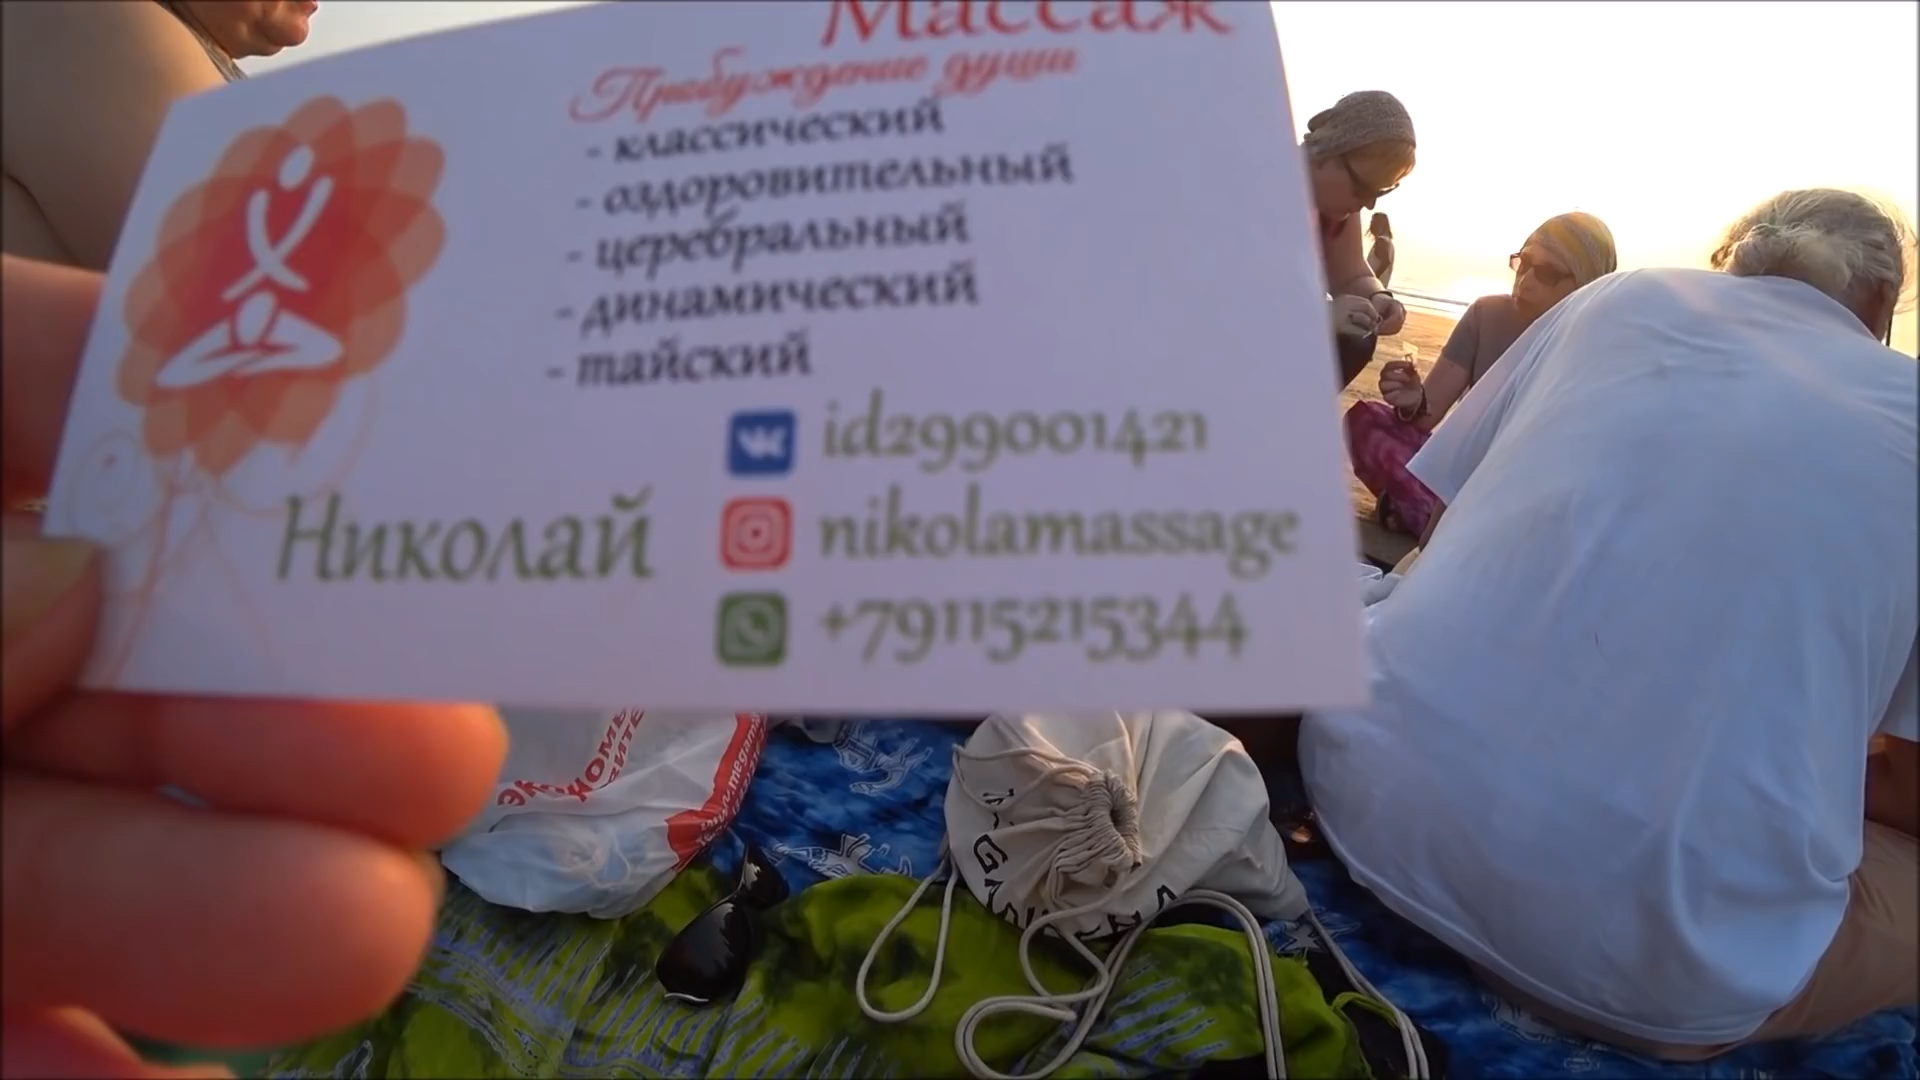 Массаж
Пробуждение души
- классический
- оздоровительный
- церебральный
- динамический
- тайский
id299001421
Николай
nikolamassage
+79115215344